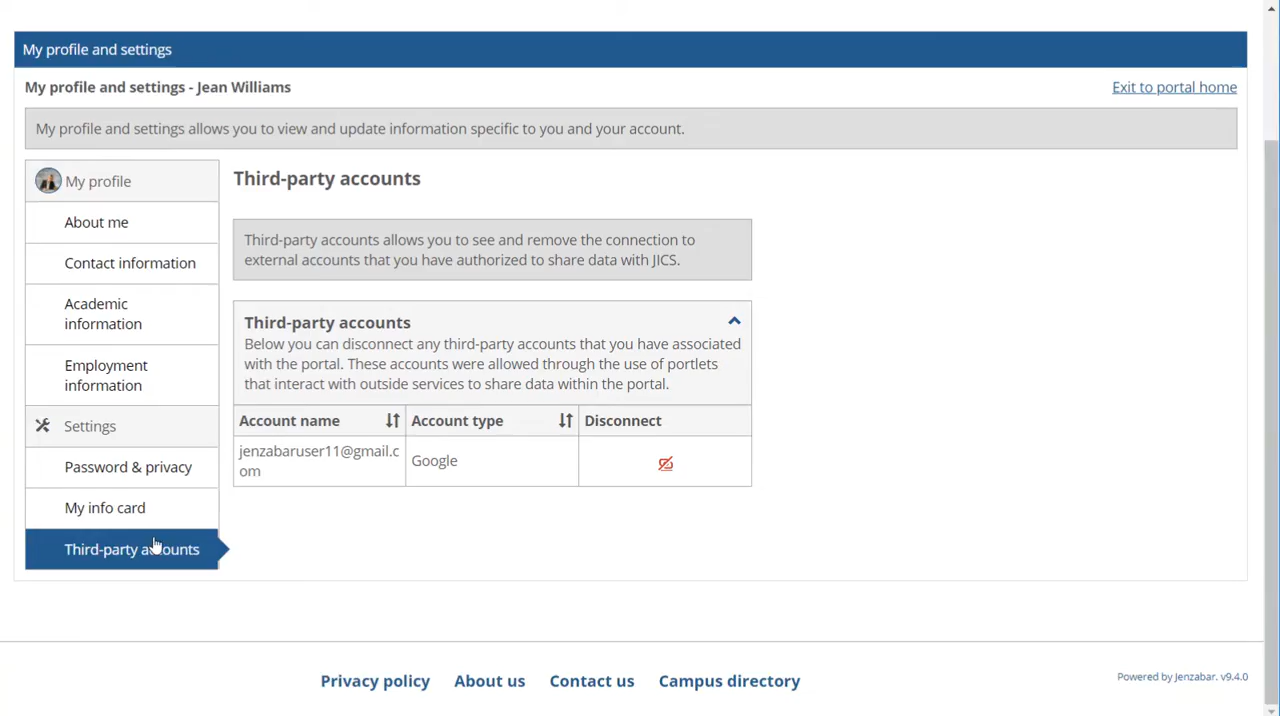 My profile and settings
My profile and settings - Jean Williams
Exit to portal home
My profile and settings allows you to view and update information specific to you and your account.
My profile
About me
Contact information
Academic
information
Employment
information
Settings
Password & privacy
My info card
Third-party accounts
Third-party accounts
Third-party accounts allows you to see and remove the connection to
external accounts that you have authorized to share data with JICS.
Third-party accounts
Below you can disconnect any third-party accounts that you have associated
with the portal. These accounts were allowed through the use of portlets
that interact with outside services to share data within the portal.
Account name
Account type
Disconnect
jenzabaruser11@gmail.c
om
Google
Privacy policy
About us
Contact us
Campus directory
Powered by Jenzabar. v9.4.0